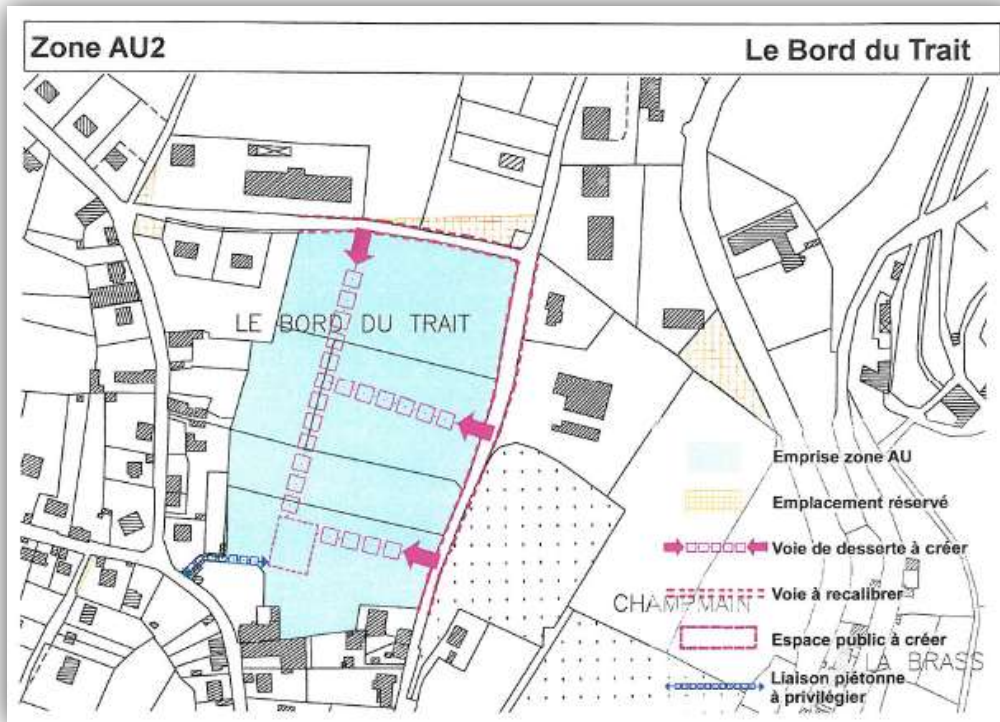 Zone AU2
Le Bord du Trait
LE BORD DU TRAIT
Emprise zone AU
Emplacement réservé
Voie de desserte à créer
Voie à recalibrer
CHAMPMAIN
Espace public à créer
LA BRASS
Liaison piétonne
à privilégier